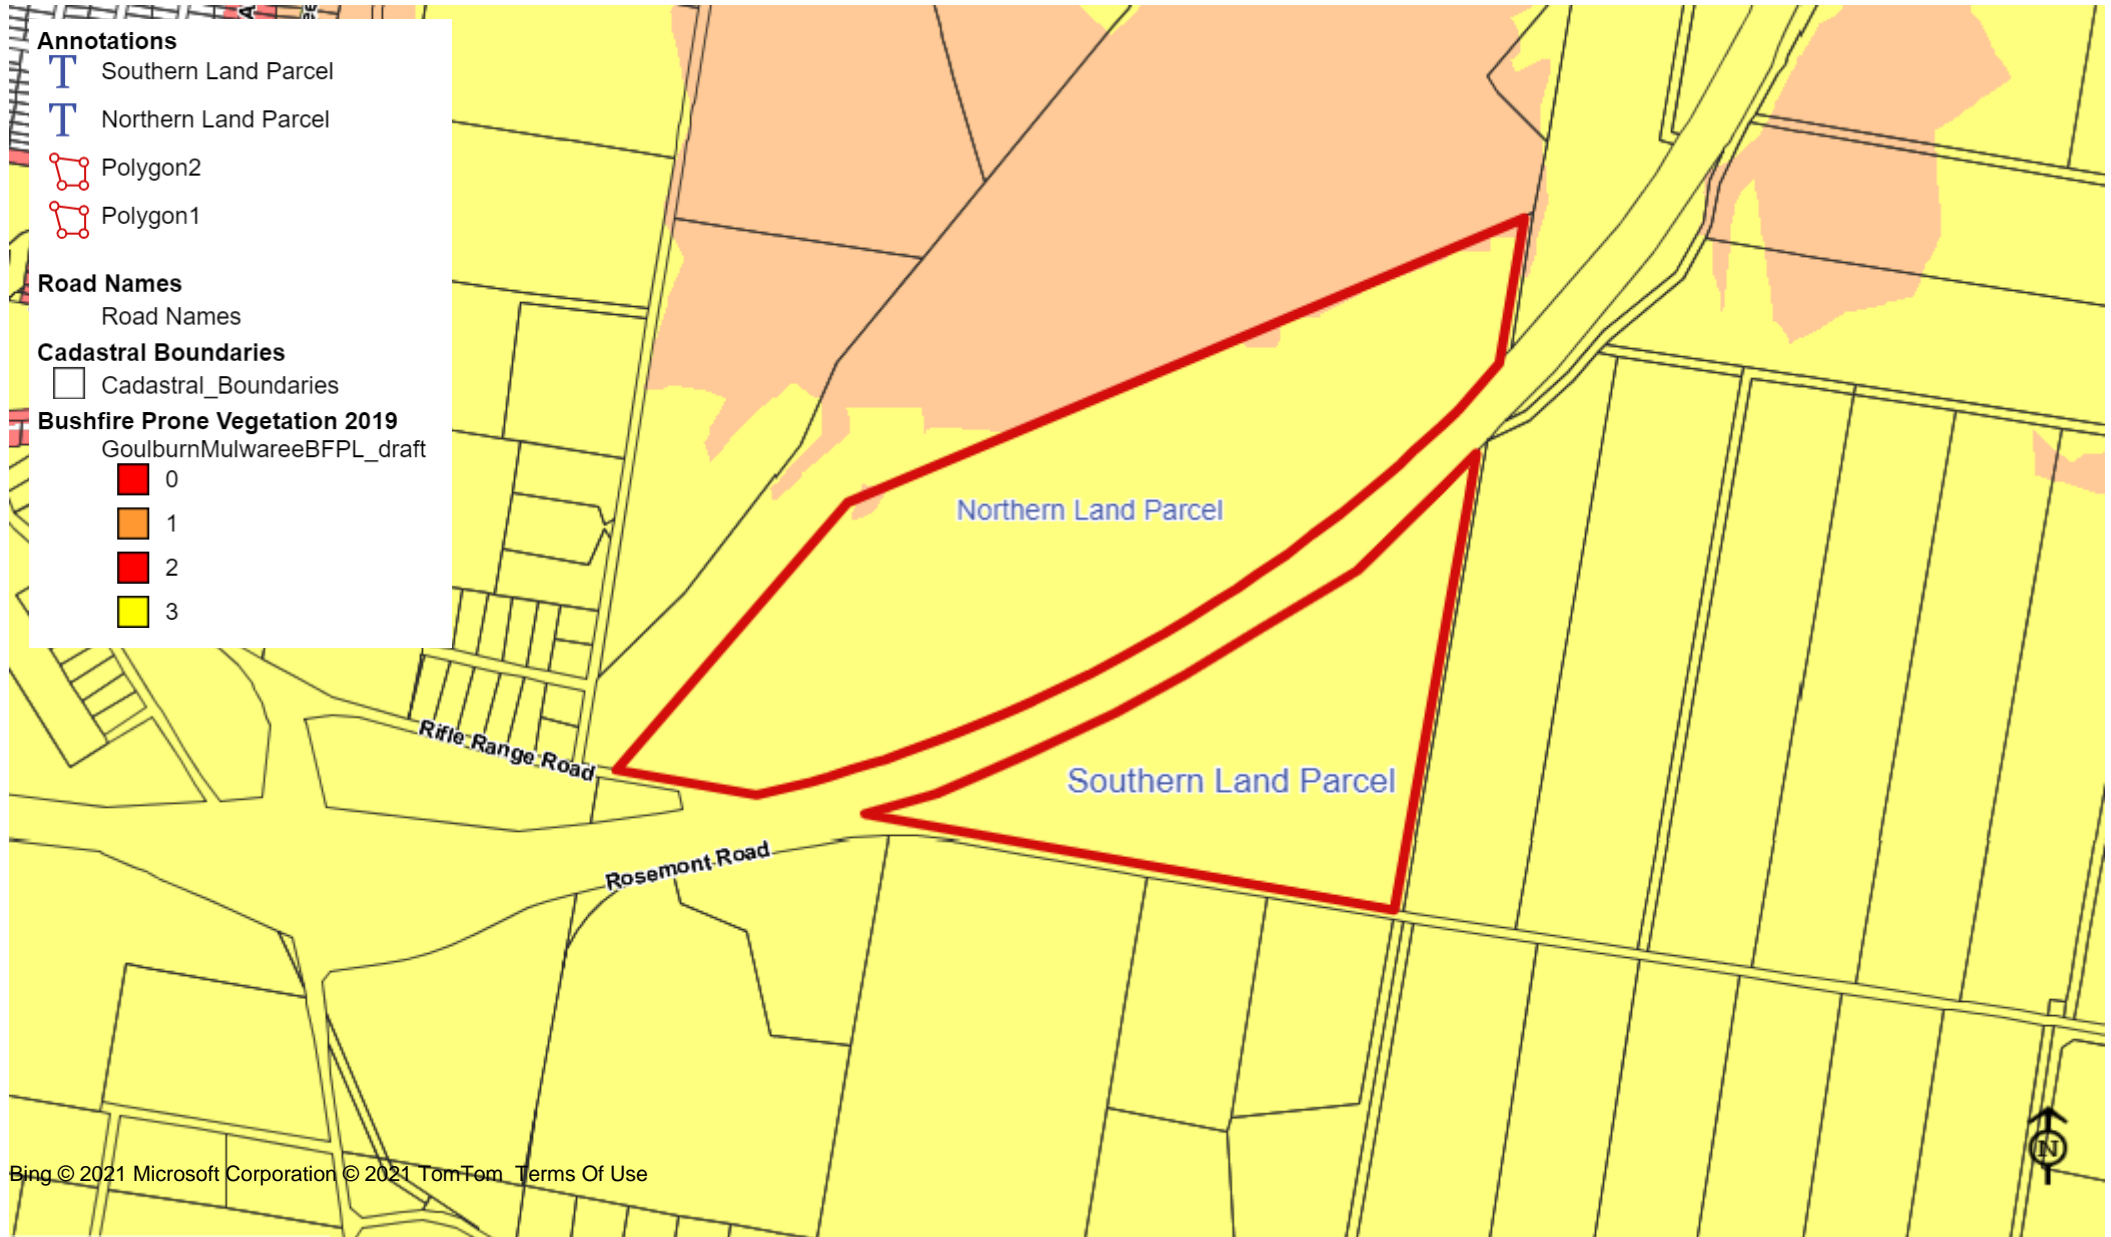 Annotations
Southern Land Parcel
Northern Land Parcel
Polygon2
Polygon1
Road Names
Road Names
Cadastral Boundaries
Cadastral_Boundaries
Bushfire Prone Vegetation 2019
GoulburnMulwareeBFPL_draft
0
1
2
3
Northern Land Parcel
Southern Land Parcel
Rifle Range Road
Rosemont Road
N
Bing © 2021 Microsoft Corporation © 2021 TomTom Terms Of Use